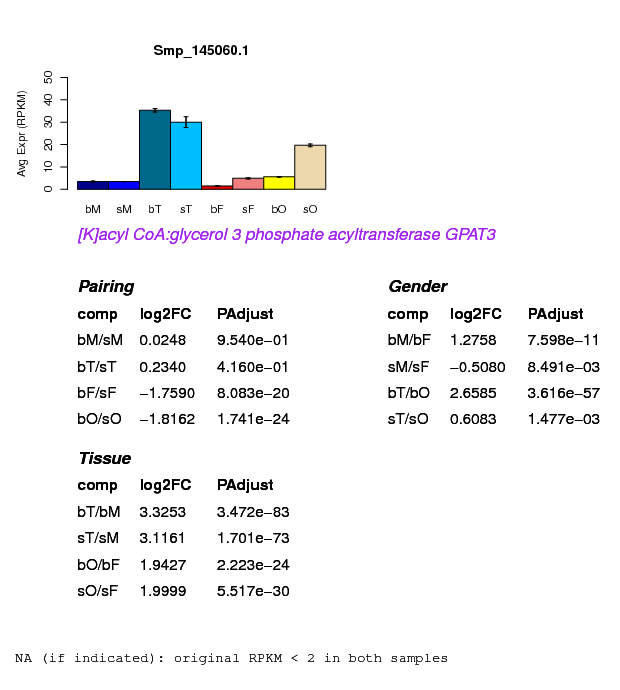 Smp_145060.1
Avg Expr (RPKM)
50
40
30
20
10
0
bM sM bT sT bF sF bO sO
[K]acyl CoA:glycerol 3 phosphate acyltransferase GPAT3
Pairing
comp log2FC PAdjust
bM/sM 0.0248 9.540e−01
bT/sT 0.2340 4.160e−01
bF/sF −1.7590 8.083e−20
bO/sO −1.8162 1.741e−24
Gender
comp log2FC PAdjust
bM/bF 1.2758 7.598e−11
sM/sF −0.5080 8.491e−03
bT/bO 2.6585 3.616e−57
sT/sO 0.6083 1.477e−03
Tissue
comp log2FC PAdjust
bT/bM 3.3253 3.472e−83
sT/sM 3.1161 1.701e−73
bO/bF 1.9427 2.223e−24
sO/sF 1.9999 5.517e−30
NA (if indicated): original RPKM < 2 in both samples